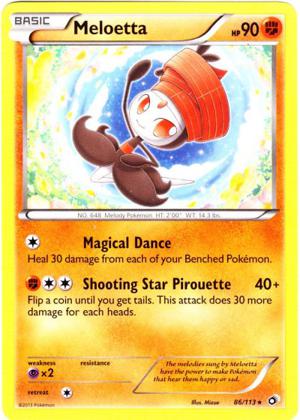 BASIC
Meloetta HP 90
NO. 648 Melody Pokémon HT: 2'00" WT: 14.3 lbs.
Magical Dance
Heal 30 damage from each of your Benched Pokémon.
Shooting Star Pirouette 40+
Flip a coin until you get tails. This attack does 30 more
damage for each heads.
weakness resistance
×2
retreat
The melodies sung by Meloetta
have the power to make Pokémon
that hear them happy or sad.
Illus. Mizue 86/113
©2013 Pokémon